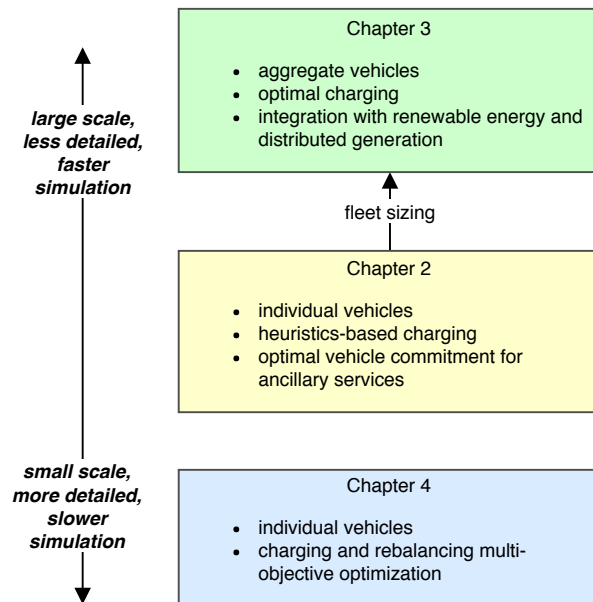 Chapter 3
• aggregate vehicles
• optimal charging
• integration with renewable energy and
distributed generation
large scale,
less detailed,
faster
simulation
fleet sizing
Chapter 2
• individual vehicles
• heuristics-based charging
• optimal vehicle commitment for
ancillary services
small scale,
more detailed,
slower
simulation
Chapter 4
• individual vehicles
• charging and rebalancing multi-
objective optimization